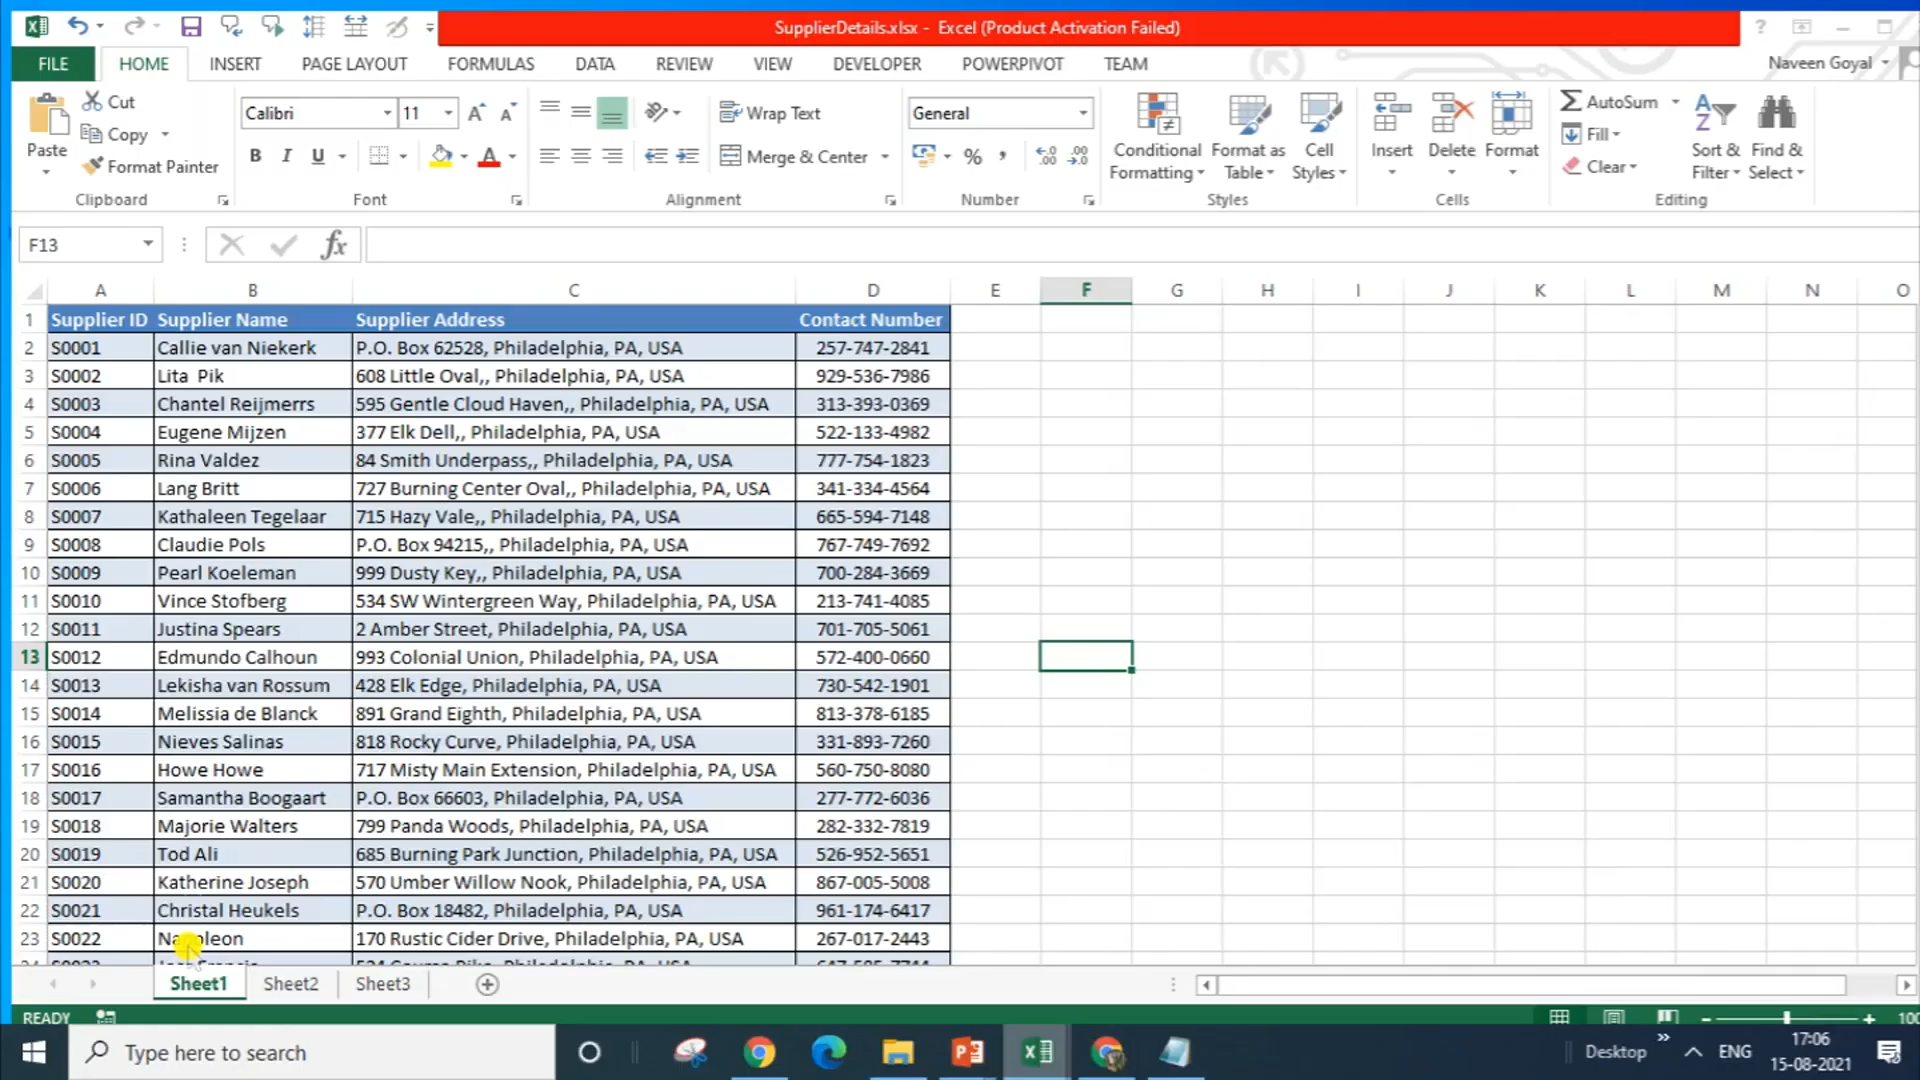 SupplierDetails.xlsx - Excel (Product Activation Failed)
FILE HOME INSERT PAGE LAYOUT FORMULAS DATA REVIEW VIEW DEVELOPER POWERPIVOT TEAM Naveen Goyal
Paste Cut Copy Format Painter Clipboard
Calibri 11 B I U Font
Wrap Text Merge & Center Alignment
General % Number
Conditional Formatting Format as Table Cell Styles Styles
Insert Delete Format Cells
AutoSum Fill Clear Sort & Filter Find & Select Editing
F13 fx
A B C D E F G H I J K L M N O
1 Supplier ID Supplier Name Supplier Address Contact Number
2 S0001 Callie van Niekerk P.O. Box 62528, Philadelphia, PA, USA 257-747-2841
3 S0002 Lita  Pik 608 Little Oval,, Philadelphia, PA, USA 929-536-7986
4 S0003 Chantel Reijmerrs 595 Gentle Cloud Haven,, Philadelphia, PA, USA 313-393-0369
5 S0004 Eugene Mijzen 377 Elk Dell,, Philadelphia, PA, USA 522-133-4982
6 S0005 Rina Valdez 84 Smith Underpass,, Philadelphia, PA, USA 777-754-1823
7 S0006 Lang Britt 727 Burning Center Oval,, Philadelphia, PA, USA 341-334-4564
8 S0007 Kathaleen Tegelaar 715 Hazy Vale,, Philadelphia, PA, USA 665-594-7148
9 S0008 Claudie Pols P.O. Box 94215,, Philadelphia, PA, USA 767-749-7692
10 S0009 Pearl Koeleman 999 Dusty Key,, Philadelphia, PA, USA 700-284-3669
11 S0010 Vince Stofberg 534 SW Wintergreen Way, Philadelphia, PA, USA 213-741-4085
12 S0011 Justina Spears 2 Amber Street, Philadelphia, PA, USA 701-705-5061
13 S0012 Edmundo Calhoun 993 Colonial Union, Philadelphia, PA, USA 572-400-0660
14 S0013 Lekisha van Rossum 428 Elk Edge, Philadelphia, PA, USA 730-542-1901
15 S0014 Melissia de Blanck 891 Grand Eighth, Philadelphia, PA, USA 813-378-6185
16 S0015 Nieves Salinas 818 Rocky Curve, Philadelphia, PA, USA 331-893-7260
17 S0016 Howe Howe 717 Misty Main Extension, Philadelphia, PA, USA 560-750-8080
18 S0017 Samantha Boogaart P.O. Box 66603, Philadelphia, PA, USA 277-772-6036
19 S0018 Majorie Walters 799 Panda Woods, Philadelphia, PA, USA 282-332-7819
20 S0019 Tod Ali 685 Burning Park Junction, Philadelphia, PA, USA 526-952-5651
21 S0020 Katherine Joseph 570 Umber Willow Nook, Philadelphia, PA, USA 867-005-5008
22 S0021 Christal Heukels P.O. Box 18482, Philadelphia, PA, USA 961-174-6417
23 S0022 Napoleon 170 Rustic Cider Drive, Philadelphia, PA, USA 267-017-2443
Sheet1 Sheet2 Sheet3
READY 100
Type here to search Desktop ENG 17:06
15-08-2021